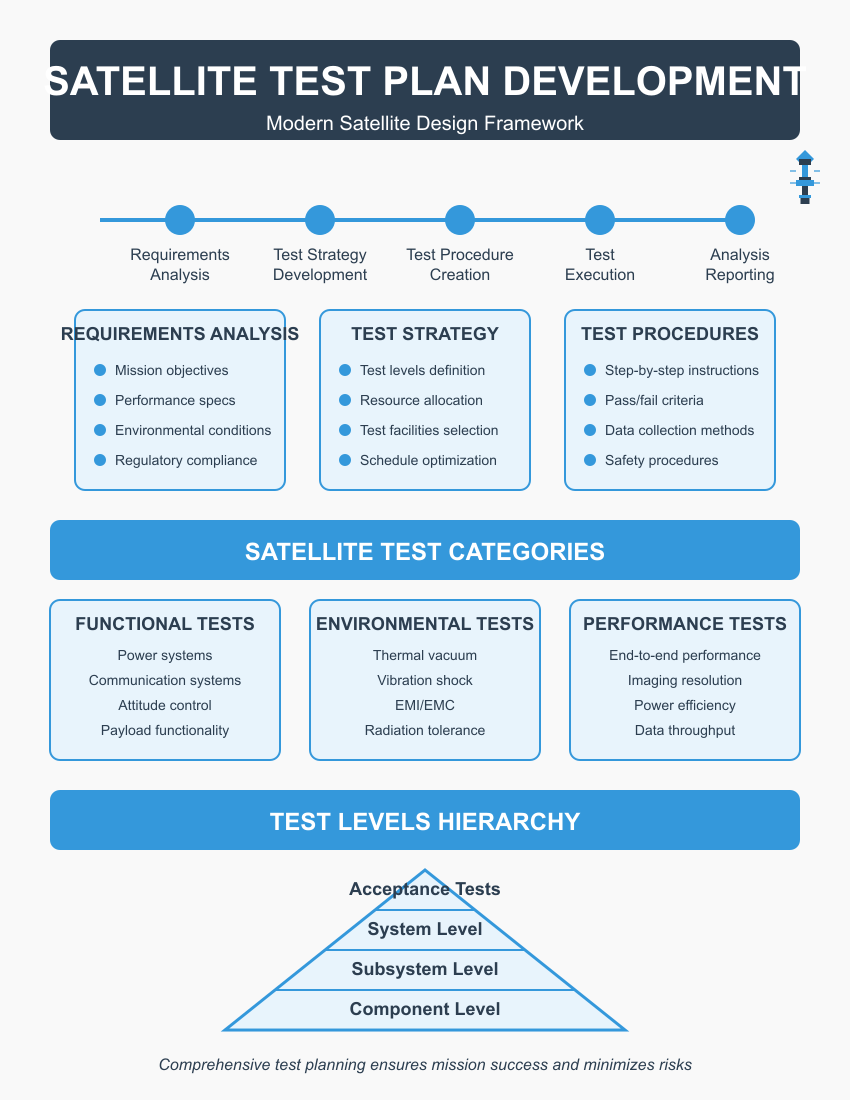 SATELLITE TEST PLAN DEVELOPMENT
Modern Satellite Design Framework
Requirements
Analysis
Test Strategy
Development
Test Procedure
Creation
Test
Execution
Analysis
Reporting
REQUIREMENTS ANALYSIS
Mission objectives
Performance specs
Environmental conditions
Regulatory compliance
TEST STRATEGY
Test levels definition
Resource allocation
Test facilities selection
Schedule optimization
TEST PROCEDURES
Step-by-step instructions
Pass/fail criteria
Data collection methods
Safety procedures
SATELLITE TEST CATEGORIES
FUNCTIONAL TESTS
Power systems
Communication systems
Attitude control
Payload functionality
ENVIRONMENTAL TESTS
Thermal vacuum
Vibration shock
EMI/EMC
Radiation tolerance
PERFORMANCE TESTS
End-to-end performance
Imaging resolution
Power efficiency
Data throughput
TEST LEVELS HIERARCHY
Acceptance Tests
System Level
Subsystem Level
Component Level
Comprehensive test planning ensures mission success and minimizes risks